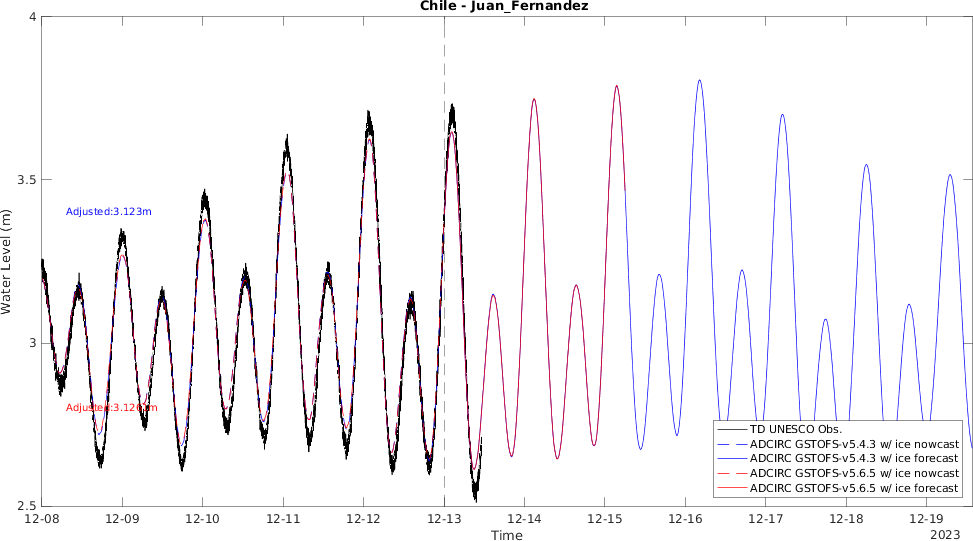 Chile - Juan_Fernandez
4
3.5
3
2.5
Water Level (m)
Adjusted:3.123m
12-08
12-09
12-10
12-11
12-12
12-13
12-14
12-15
12-16
12-17
12-18
12-19
2023
Time
TD UNESCO Obs.
ADCIRC GSTOFS-v5.4.3 w/ ice nowcast
ADCIRC GSTOFS-v5.4.3 w/ ice forecast
ADCIRC GSTOFS-v5.6.5 w/ ice nowcast
ADCIRC GSTOFS-v5.6.5 w/ ice forecast